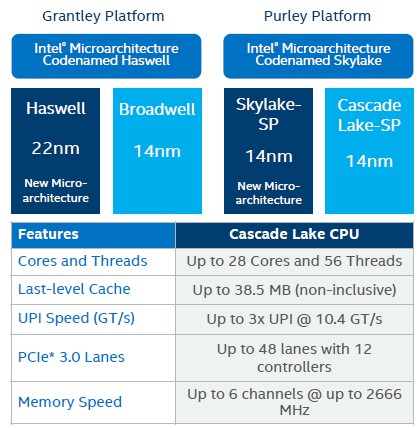 Grantley Platform
Purley Platform
Intel® Microarchitecture
Codenamed Haswell
Intel® Microarchitecture
Codenamed Skylake
Haswell
22nm
New Micro-
architecture
Broadwell
14nm
Skylake-
SP
14nm
New Micro-
architecture
Cascade
Lake-SP
14nm
Features
Cascade Lake CPU
Cores and Threads
Up to 28 Cores and 56 Threads
Last-level Cache
Up to 38.5 MB (non-inclusive)
UPI Speed (GT/s)
Up to 3x UPI @ 10.4 GT/s
PCIe* 3.0 Lanes
Up to 48 lanes with 12
controllers
Memory Speed
Up to 6 channels @ up to 2666
MHz